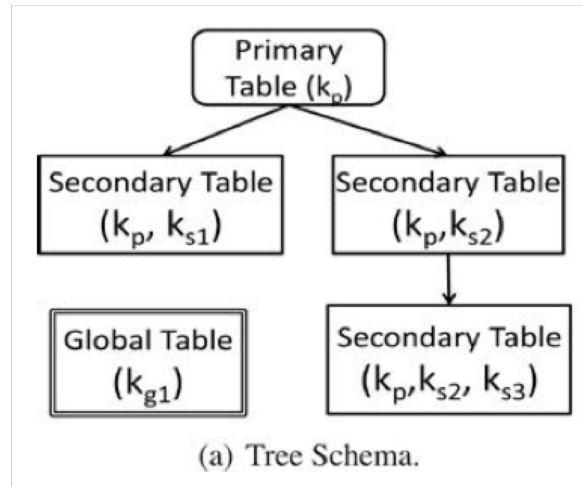 Primary
Table (kp)
Secondary Table
(kp, ks1)
Secondary Table
(kp,ks2)
Global Table
(kg1)
Secondary Table
(kp,ks2, ks3)
(a) Tree Schema.